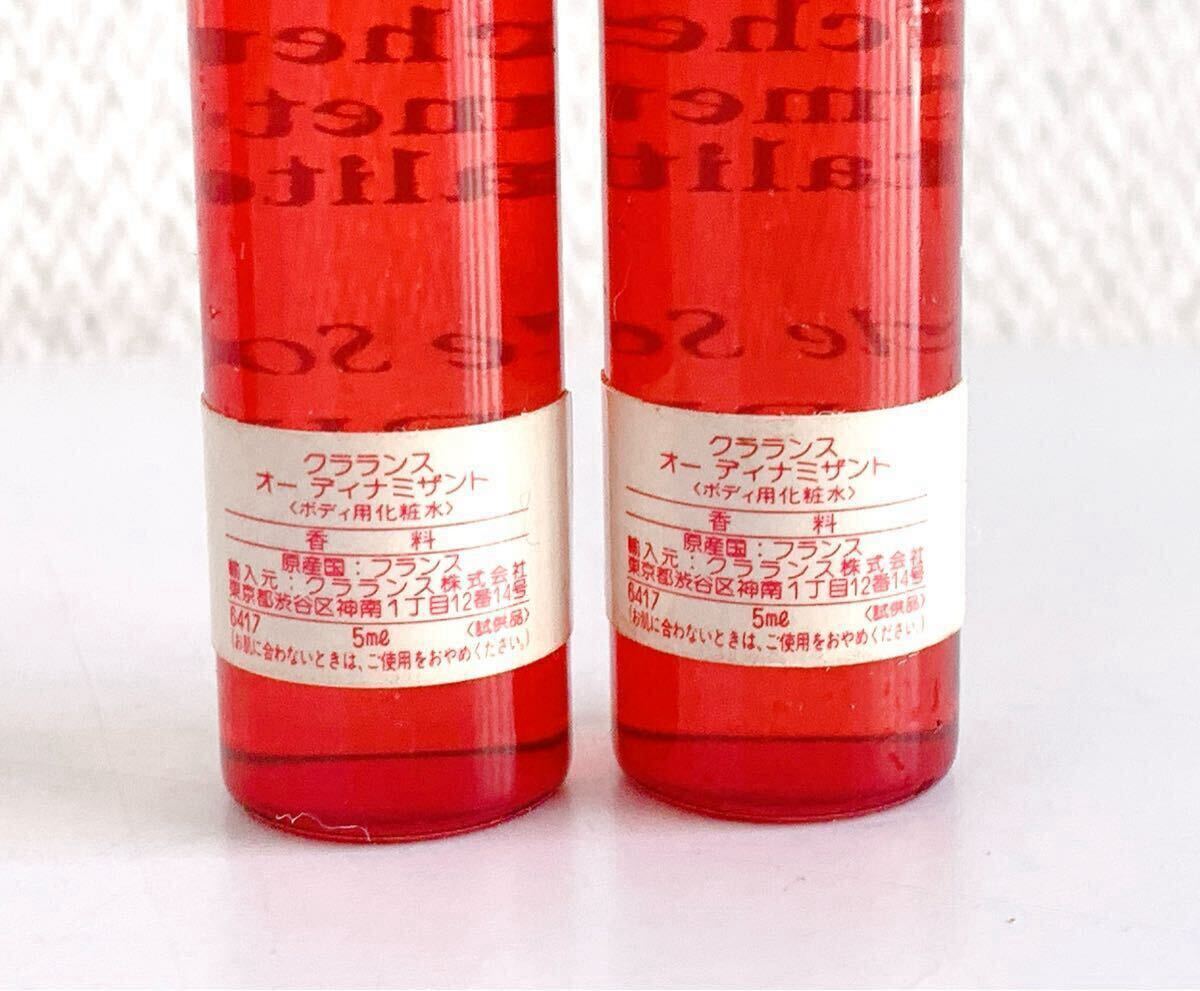 クラランス
オー ディナミザント
〈ボディ用化粧水〉
香 料
原産国：フランス
輸入元：クラランス株式会社
東京都渋谷区神南1丁目12番14号
6417 5mℓ 〈試供品〉
(お肌に合わないときは、ご使用をおやめください。)
クラランス
オー ディナミザント
〈ボディ用化粧水〉
香 料
原産国：フランス
輸入元：クラランス株式会社
東京都渋谷区神南1丁目12番14号
6417 5mℓ 〈試供品〉
(お肌に合わないときは、ご使用をおやめください。)